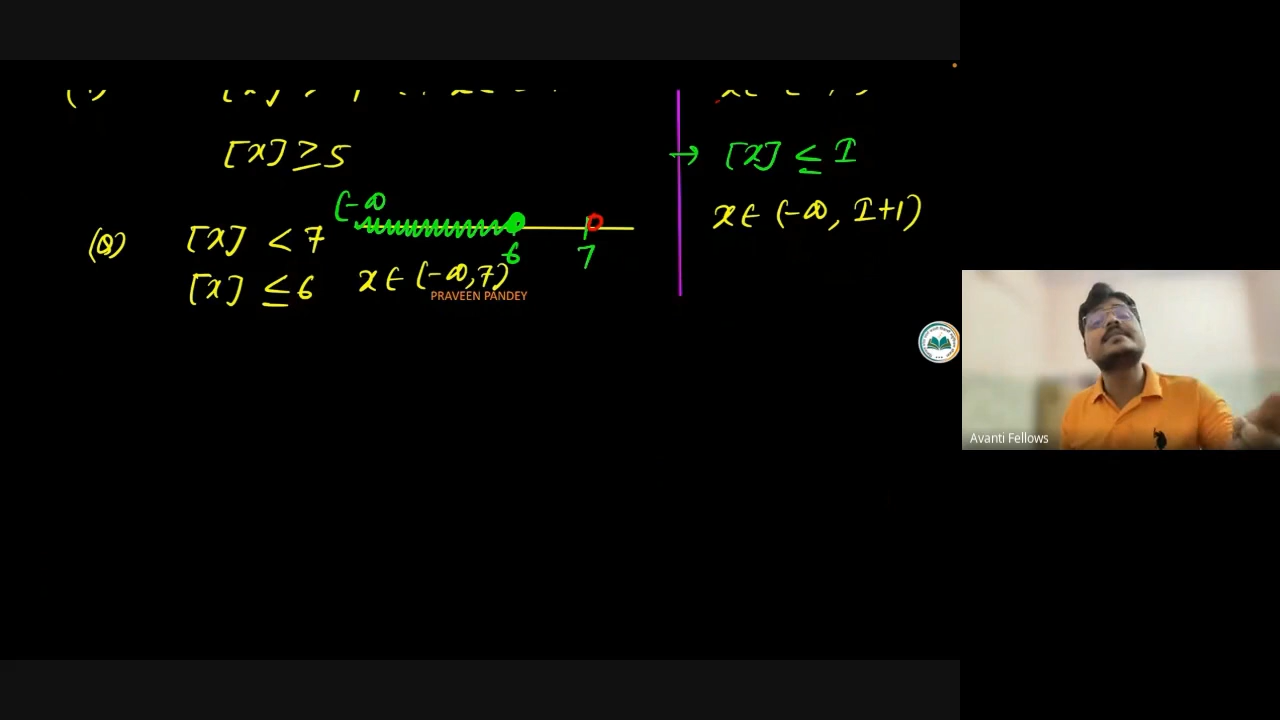 [x] ≥ 5
→ [x] ≤ I
(-∞
x ∈ (-∞, I+1)
(Q) [x] < 7
6 7
[x] ≤ 6 x ∈ (-∞, 7)
PRAVEEN PANDEY
Avanti Fellows